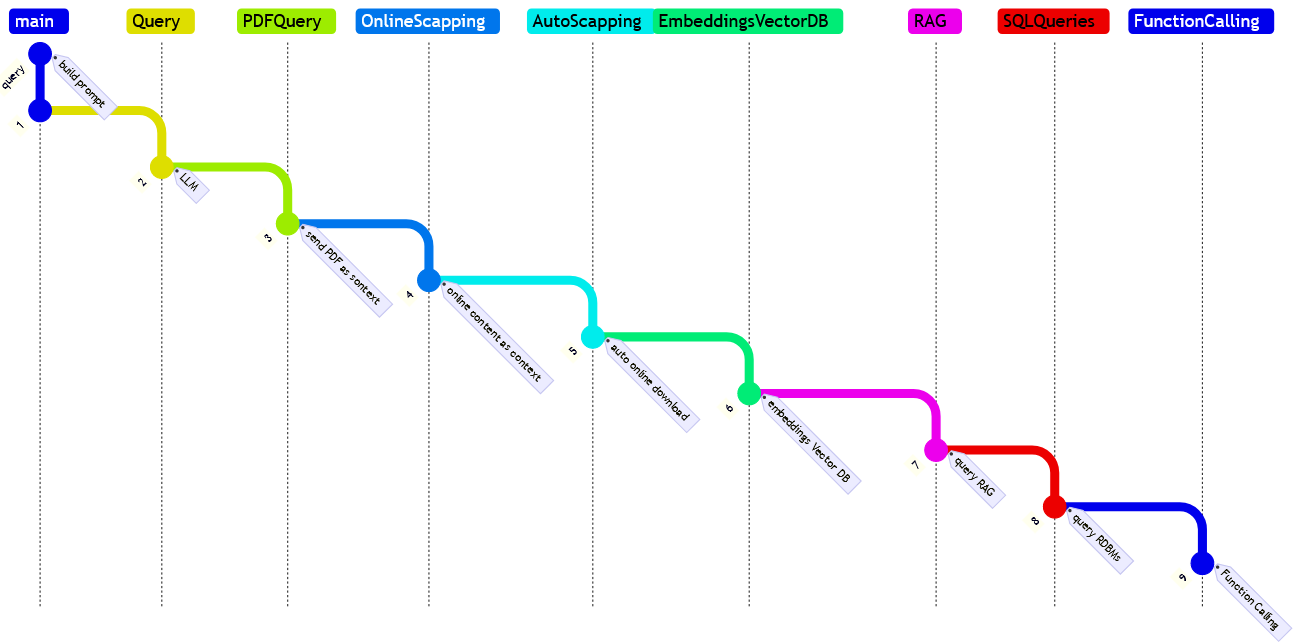 main
Query
PDFQuery
OnlineScapping
AutoScapping
EmbeddingsVectorDB
RAG
SQLQueries
FunctionCalling
query
build prompt
1
2
LLM
3
send PDF as sontext
4
online content as context
5
auto online download
6
embeddings Vector DB
7
query RAG
8
query RDBMs
9
Function Calling